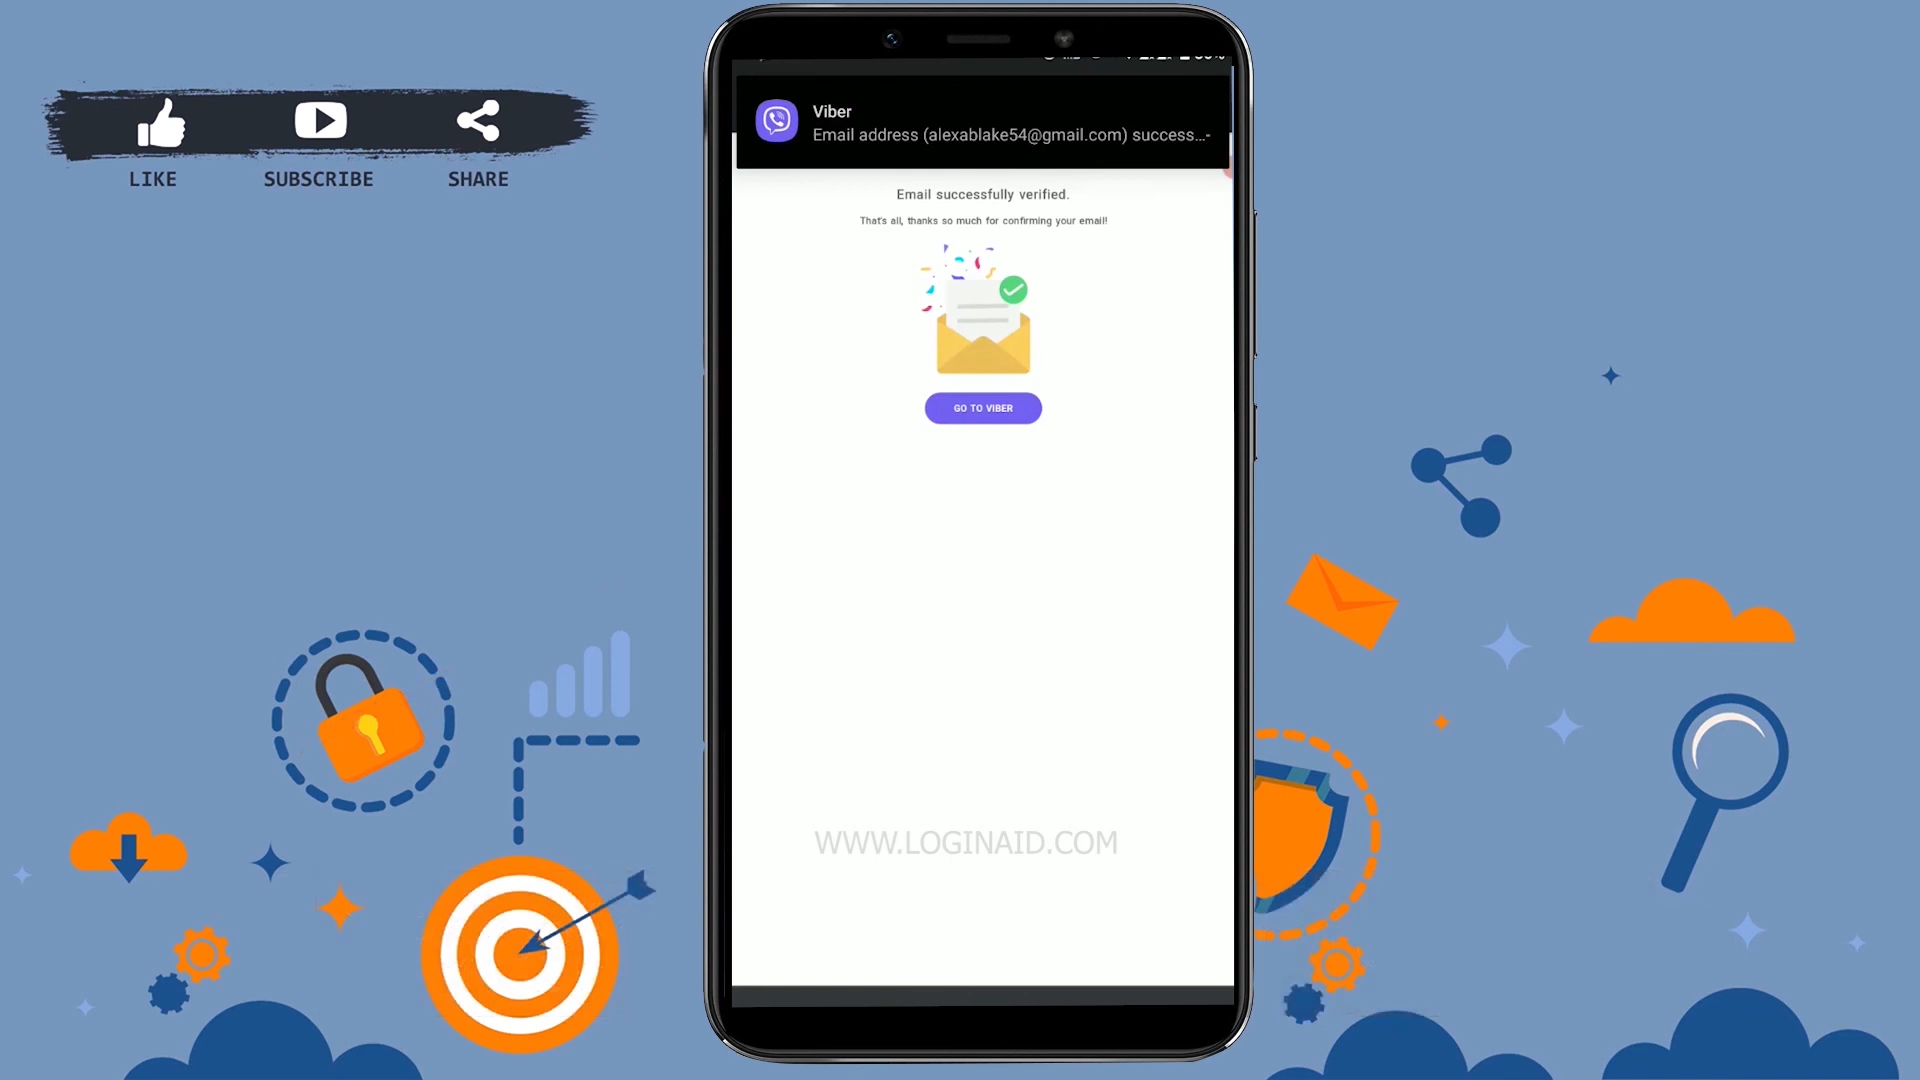 LIKE
SUBSCRIBE
SHARE
Viber
Email address (alexablake54@gmail.com) success...
Email successfully verified.
That's all, thanks so much for confirming your email!
GO TO VIBER
WWW.LOGINAID.COM